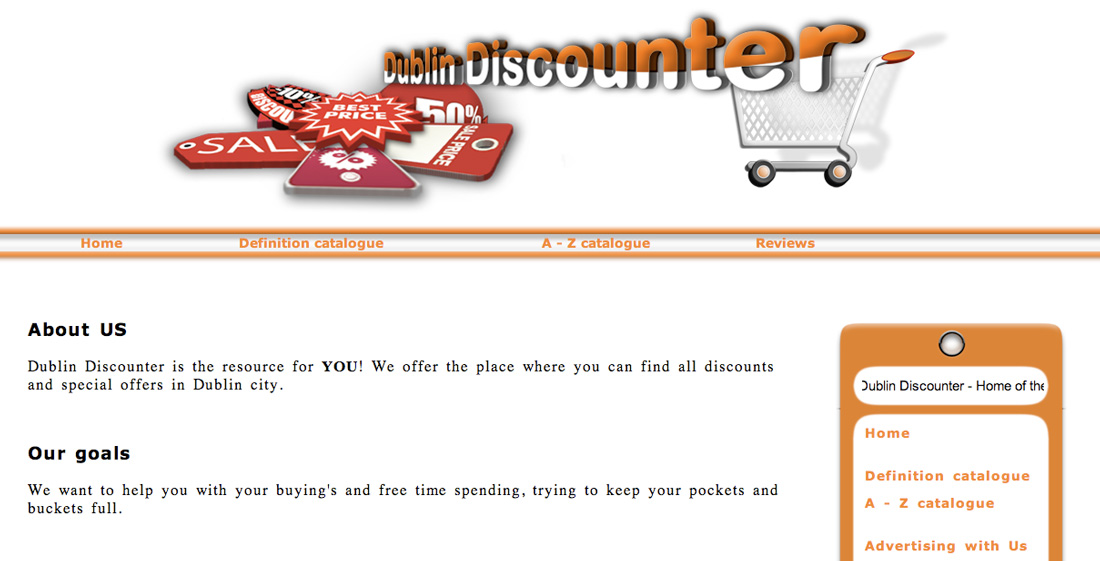 Dublin Discounter
10%
DISCOU
BEST
PRICE
50%
SAL
SALE PRICE
%
Home Definition catalogue A - Z catalogue Reviews
About US
Dublin Discounter is the resource for YOU! We offer the place where you can find all discounts
and special offers in Dublin city.
Our goals
We want to help you with your buying's and free time spending, trying to keep your pockets and
buckets full.
Dublin Discounter - Home of the
Home
Definition catalogue
A - Z catalogue
Advertising with Us